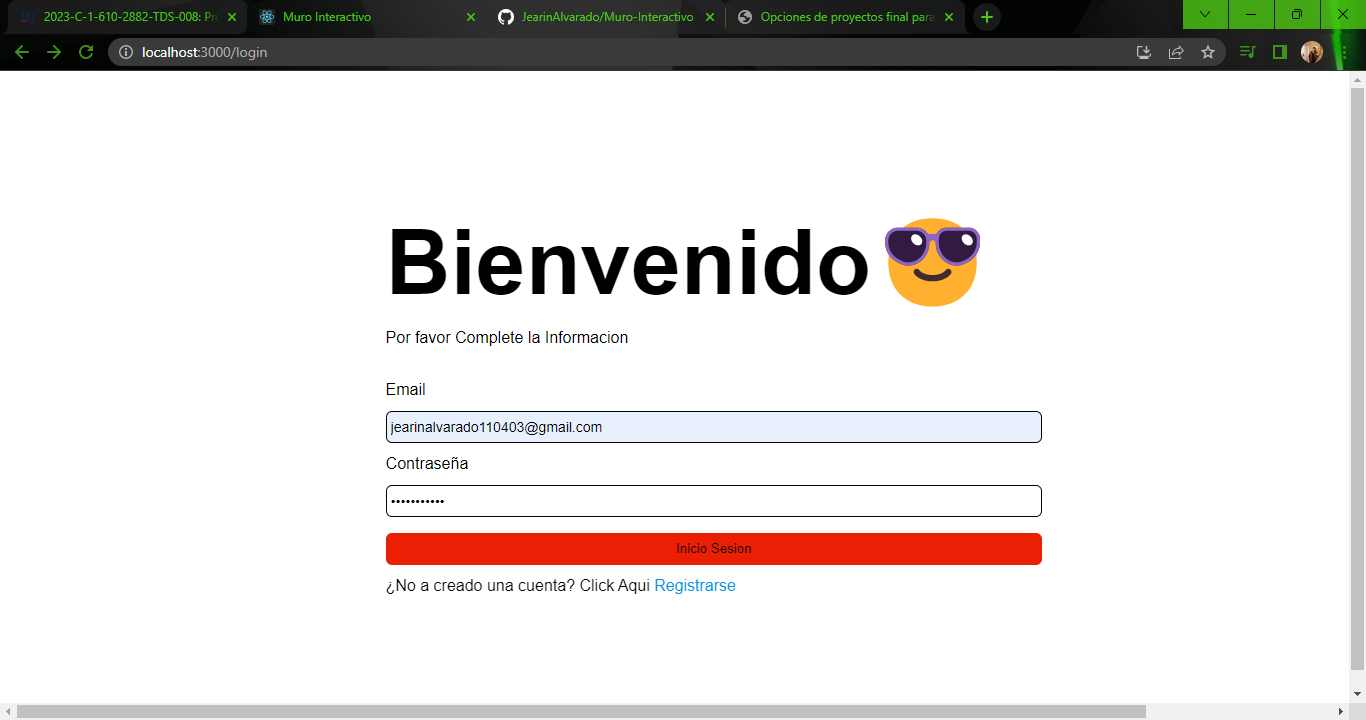 2023-C-1-610-2882-TDS-008: Pro
Muro Interactivo
JearinAlvarado/Muro-Interactivo
Opciones de proyectos final para
localhost:3000/login
Bienvenido
Por favor Complete la Informacion
Email
jearinalvarado110403@gmail.com
Contraseña
•••••••••••
Inicio Sesion
¿No a creado una cuenta? Click Aqui Registrarse